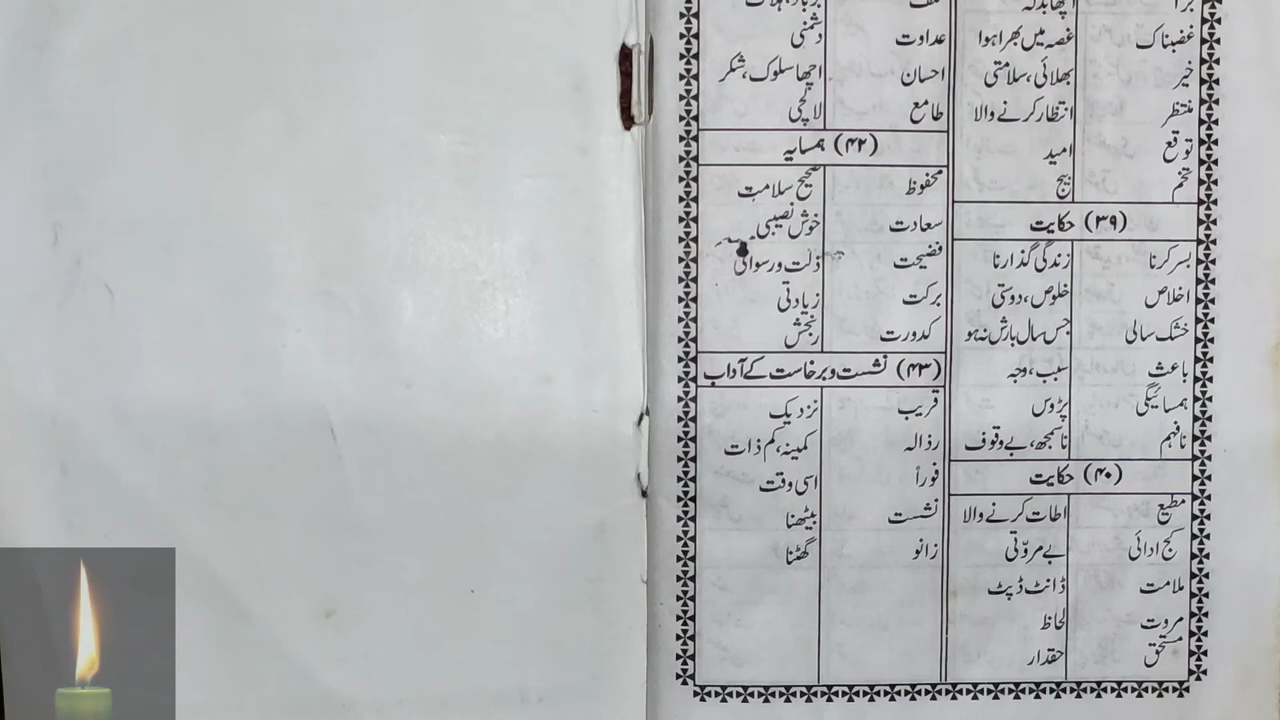 غضبناک غصہ میں بھرا ہوا
خیر بھلائی، سلامتی
منتظر انتظار کرنے والا
توقع امید
تخم بیج
(۳۹) حکایت
بسر کرنا زندگی گذارنا
اخلاص خلوص، دوستی
خشک سالی جس سال بارش نہ ہو
باعث سبب، وجہ
ہمسائیگی پڑوس
نافہم ناسمجھ، بے وقوف
(۴۰) حکایت
مطیع اطات کرنے والا
کج ادائی بے مروّتی
ملامت ڈانٹ ڈپٹ
مروت لحاظ
مستحق حقدار
عداوت دشمنی
احسان اچھا سلوک، شکر
طامع لالچی
(۴۲) ہمسایہ
محفوظ صحیح سلامت
سعادت خوش نصیبی
فضیحت ذلت ورسوائی
برکت زیادتی
کدورت رنجش
(۴۳) نشست وبرخاست کے آداب
قریب نزدیک
رذالہ کمینہ، کم ذات
فوراً اسی وقت
نشست بیٹھنا
زانو گھٹنا